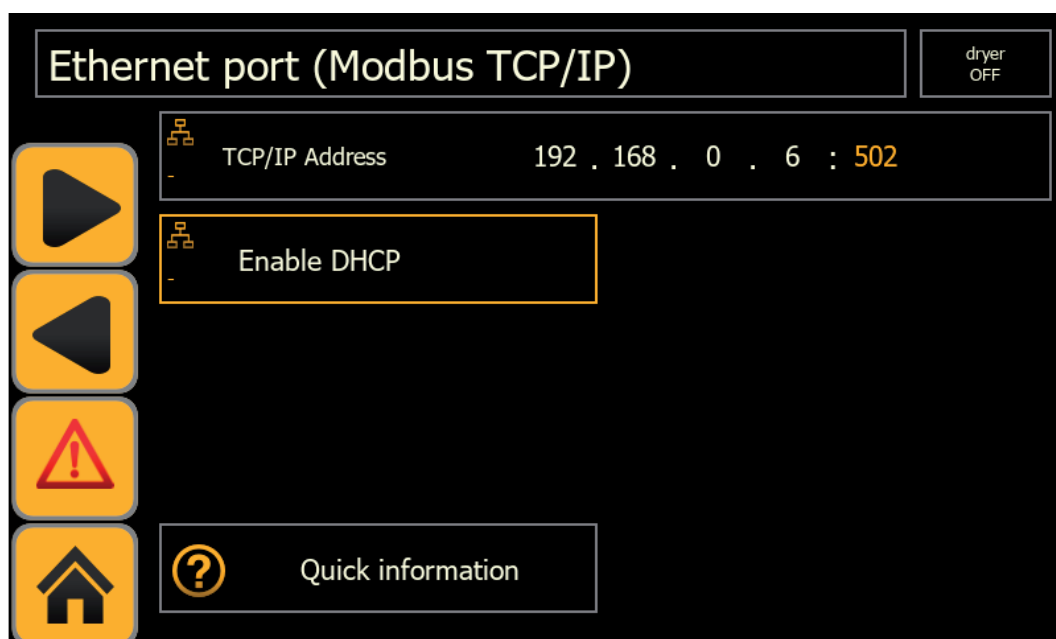 Ethernet port (Modbus TCP/IP)
dryer
OFF
TCP/IP Address 192 . 168 . 0 . 6 : 502
-
Enable DHCP
-
Quick information